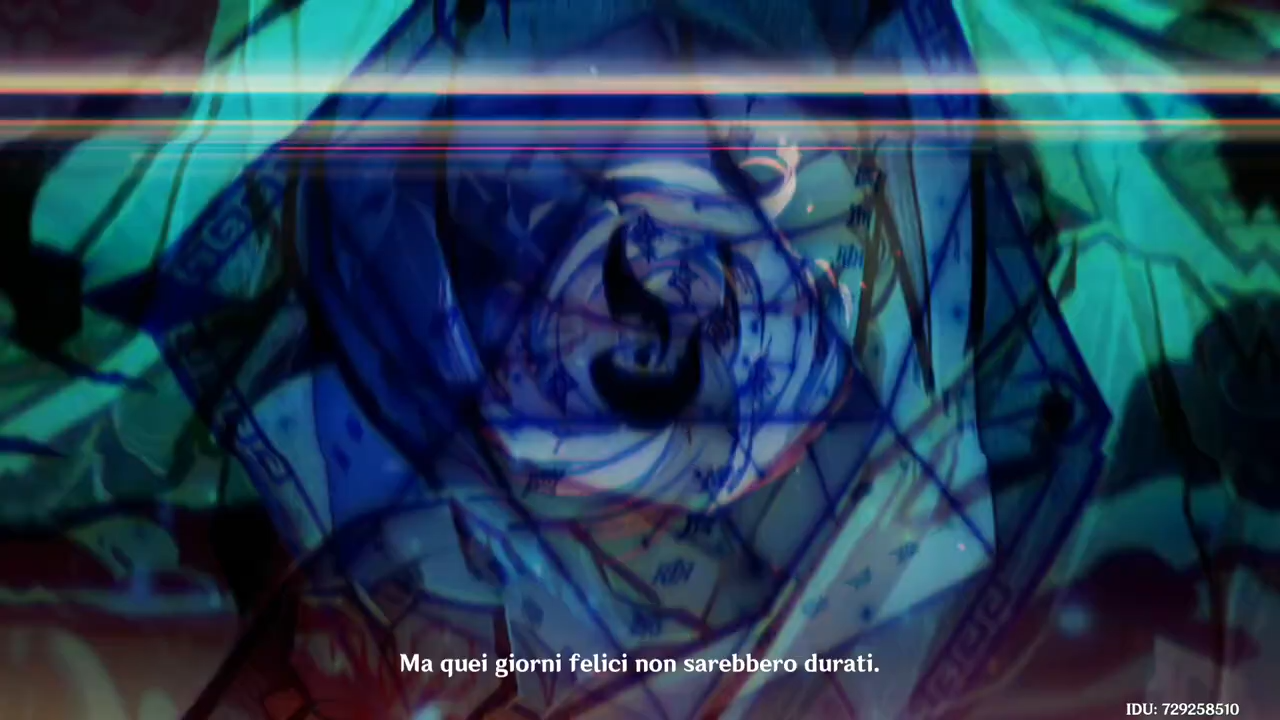 Ma quei giorni felici non sarebbero durati.
IDU: 729258510